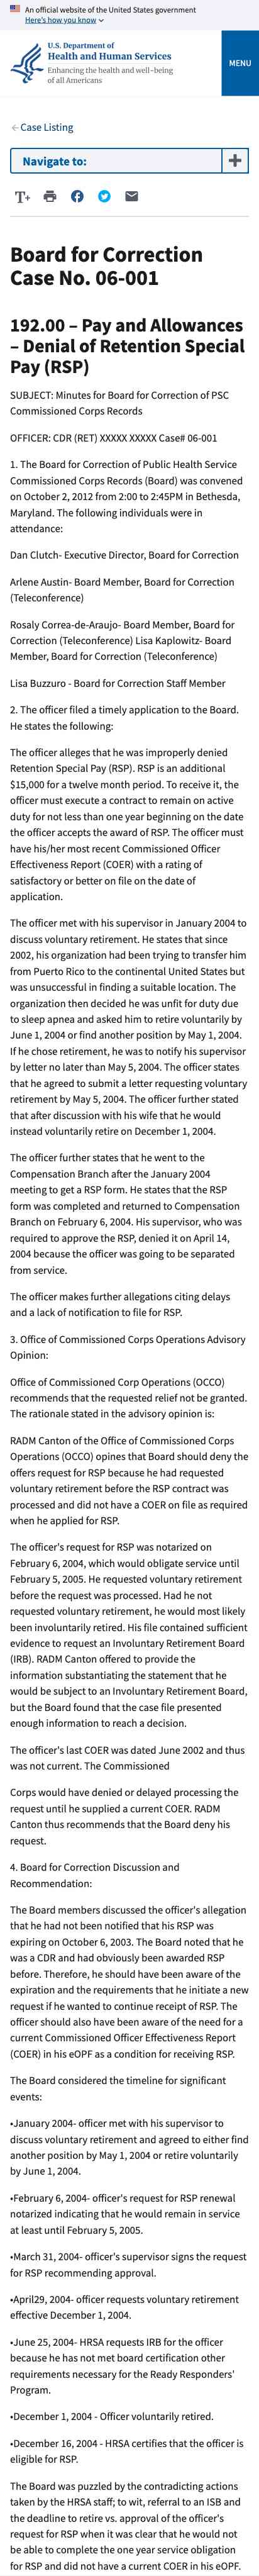 An official website of the United States government
Here's how you know
U.S. Department of
Health and Human Services
Enhancing the health and well-being
of all Americans
MENU
Case Listing
Navigate to:
Board for Correction
Case No. 06-001
192.00 – Pay and Allowances
– Denial of Retention Special
Pay (RSP)
SUBJECT: Minutes for Board for Correction of PSC
Commissioned Corps Records
OFFICER: CDR (RET) XXXXX XXXXX Case# 06-001
1. The Board for Correction of Public Health Service
Commissioned Corps Records (Board) was convened
on October 2, 2012 from 2:00 to 2:45PM in Bethesda,
Maryland. The following individuals were in
attendance:
Dan Clutch- Executive Director, Board for Correction
Arlene Austin- Board Member, Board for Correction
(Teleconference)
Rosaly Correa-de-Araujo- Board Member, Board for
Correction (Teleconference) Lisa Kaplowitz- Board
Member, Board for Correction (Teleconference)
Lisa Buzzuro - Board for Correction Staff Member
2. The officer filed a timely application to the Board.
He states the following:
The officer alleges that he was improperly denied
Retention Special Pay (RSP). RSP is an additional
$15,000 for a twelve month period. To receive it, the
officer must execute a contract to remain on active
duty for not less than one year beginning on the date
the officer accepts the award of RSP. The officer must
have his/her most recent Commissioned Officer
Effectiveness Report (COER) with a rating of
satisfactory or better on file on the date of
application.
The officer met with his supervisor in January 2004 to
discuss voluntary retirement. He states that since
2002, his organization had been trying to transfer him
from Puerto Rico to the continental United States but
was unsuccessful in finding a suitable location. The
organization then decided he was unfit for duty due
to sleep apnea and asked him to retire voluntarily by
June 1, 2004 or find another position by May 1, 2004.
If he chose retirement, he was to notify his supervisor
by letter no later than May 5, 2004. The officer states
that he agreed to submit a letter requesting voluntary
retirement by May 5, 2004. The officer further stated
that after discussion with his wife that he would
instead voluntarily retire on December 1, 2004.
The officer further states that he went to the
Compensation Branch after the January 2004
meeting to get a RSP form. He states that the RSP
form was completed and returned to Compensation
Branch on February 6, 2004. His supervisor, who was
required to approve the RSP, denied it on April 14,
2004 because the officer was going to be separated
from service.
The officer makes further allegations citing delays
and a lack of notification to file for RSP.
3. Office of Commissioned Corps Operations Advisory
Opinion:
Office of Commissioned Corp Operations (OCCO)
recommends that the requested relief not be granted.
The rationale stated in the advisory opinion is:
RADM Canton of the Office of Commissioned Corps
Operations (OCCO) opines that Board should deny the
offers request for RSP because he had requested
voluntary retirement before the RSP contract was
processed and did not have a COER on file as required
when he applied for RSP.
The officer's request for RSP was notarized on
February 6, 2004, which would obligate service until
February 5, 2005. He requested voluntary retirement
before the request was processed. Had he not
requested voluntary retirement, he would most likely
been involuntarily retired. His file contained sufficient
evidence to request an Involuntary Retirement Board
(IRB). RADM Canton offered to provide the
information substantiating the statement that he
would be subject to an Involuntary Retirement Board,
but the Board found that the case file presented
enough information to reach a decision.
The officer's last COER was dated June 2002 and thus
was not current. The Commissioned
Corps would have denied or delayed processing the
request until he supplied a current COER. RADM
Canton thus recommends that the Board deny his
request.
4. Board for Correction Discussion and
Recommendation:
The Board members discussed the officer's allegation
that he had not been notified that his RSP was
expiring on October 6, 2003. The Board noted that he
was a CDR and had obviously been awarded RSP
before. Therefore, he should have been aware of the
expiration and the requirements that he initiate a new
request if he wanted to continue receipt of RSP. The
officer should also have been aware of the need for a
current Commissioned Officer Effectiveness Report
(COER) in his eOPF as a condition for receiving RSP.
The Board considered the timeline for significant
events:
•January 2004- officer met with his supervisor to
discuss voluntary retirement and agreed to either find
another position by May 1, 2004 or retire voluntarily
by June 1, 2004.
•February 6, 2004- officer's request for RSP renewal
notarized indicating that he would remain in service
at least until February 5, 2005.
•March 31, 2004- officer's supervisor signs the request
for RSP recommending approval.
•April29, 2004- officer requests voluntary retirement
effective December 1, 2004.
•June 25, 2004- HRSA requests IRB for the officer
because he has not met board certification other
requirements necessary for the Ready Responders'
Program.
•December 1, 2004 - Officer voluntarily retired.
•December 16, 2004 - HRSA certifies that the officer is
eligible for RSP.
The Board was puzzled by the contradicting actions
taken by the HRSA staff; to wit, referral to an ISB and
the deadline to retire vs. approval of the officer's
request for RSP when it was clear that he would not
be able to complete the one year service obligation
for RSP and did not have a current COER in his eOPF.